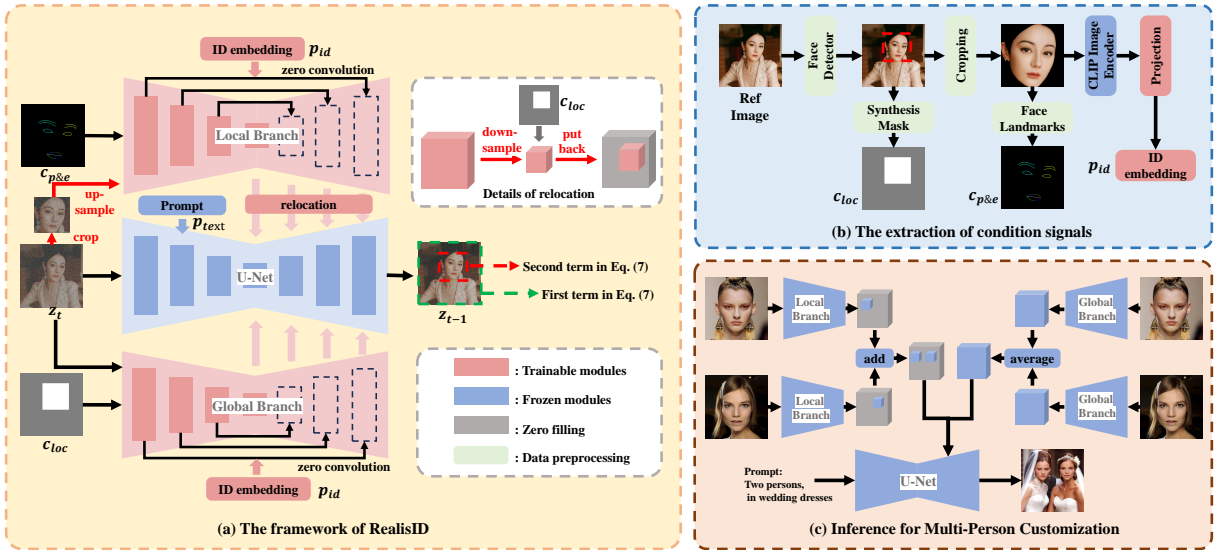 ID embedding p_id
zero convolution
Local Branch
c_p&e
up-
sample
crop
z_t
Prompt
p_text
relocation
U-Net
z_{t-1}
Second term in Eq. (7)
First term in Eq. (7)
c_loc
down-
sample
put
back
Details of relocation
c_loc
Global Branch
zero convolution
ID embedding p_id
: Trainable modules
: Frozen modules
: Zero filling
: Data preprocessing
(a) The framework of RealisID
Ref
Image
Face
Detector
Cropping
CLIP Image
Encoder
Projection
Synthesis
Mask
Face
Landmarks
c_loc
c_p&e
p_id
ID
embedding
(b) The extraction of condition signals
Local
Branch
Global
Branch
add
average
Local
Branch
Global
Branch
Prompt:
Two persons,
in wedding dresses
U-Net
(c) Inference for Multi-Person Customization